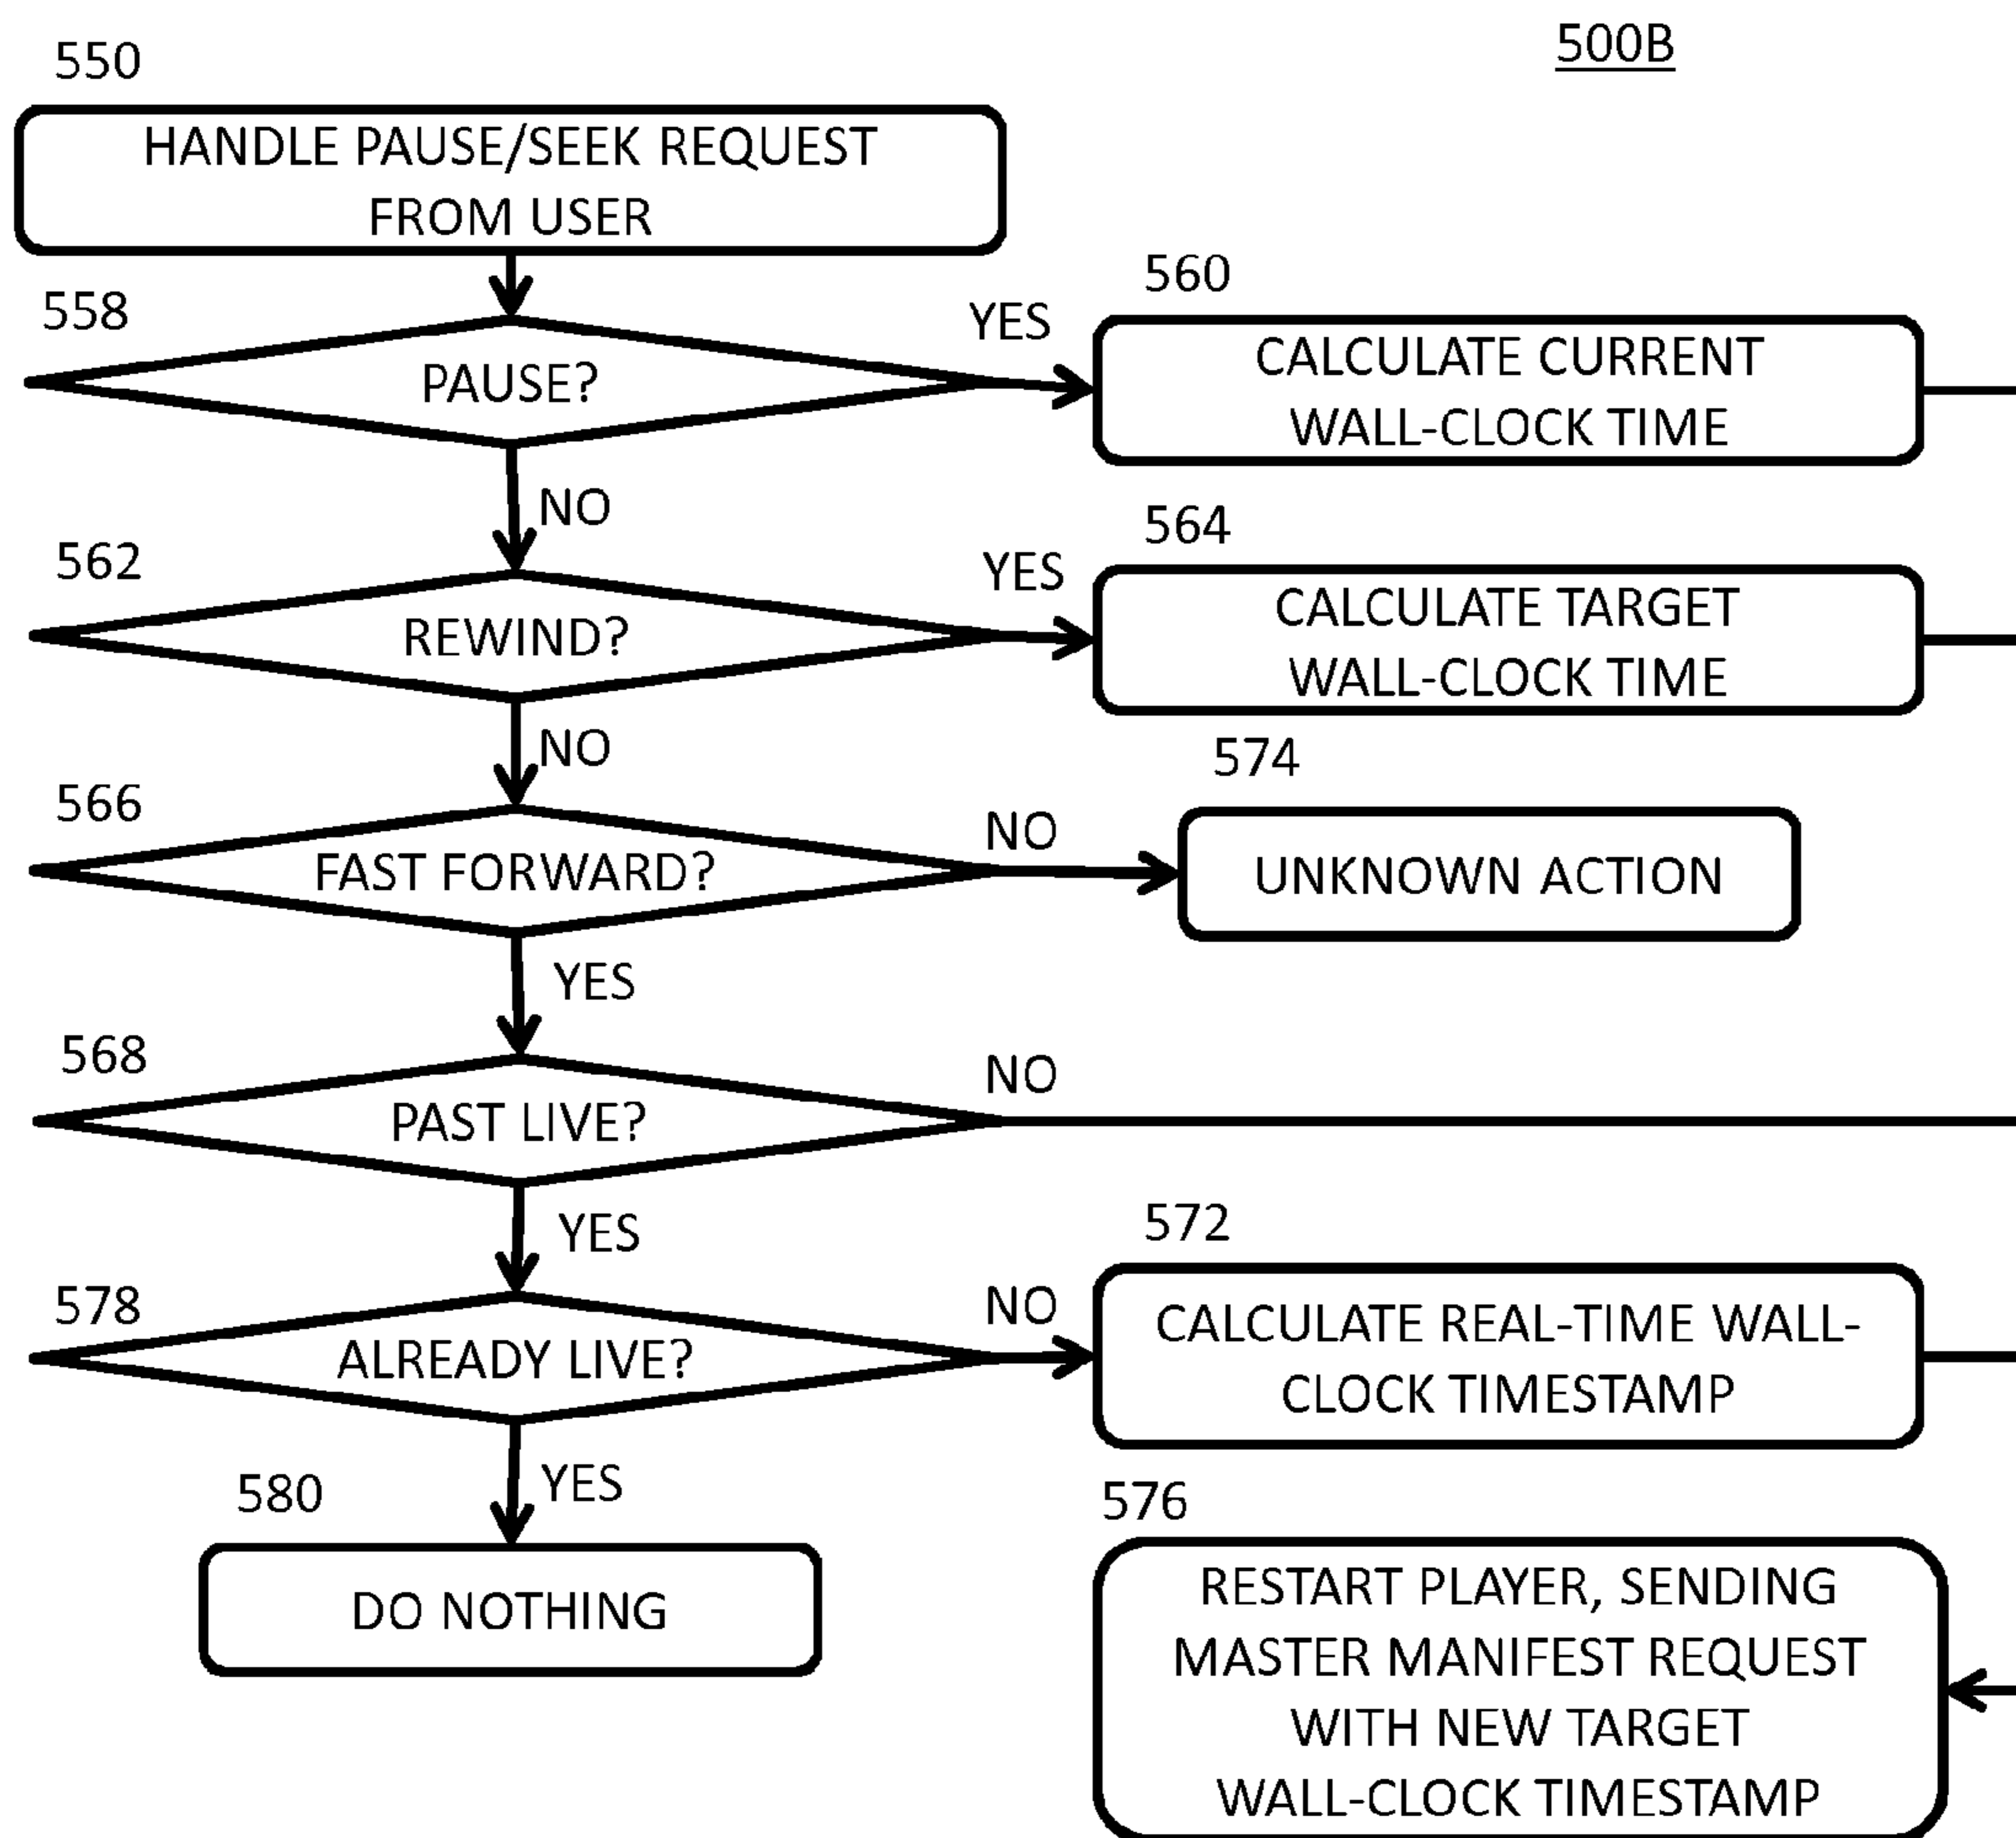 500B
550
HANDLE PAUSE/SEEK REQUEST
FROM USER
558
PAUSE?
YES
560
CALCULATE CURRENT
WALL-CLOCK TIME
NO
562
REWIND?
YES
564
CALCULATE TARGET
WALL-CLOCK TIME
NO
566
FAST FORWARD?
NO
574
UNKNOWN ACTION
YES
568
PAST LIVE?
NO
YES
578
ALREADY LIVE?
NO
572
CALCULATE REAL-TIME WALL-
CLOCK TIMESTAMP
YES
580
DO NOTHING
576
RESTART PLAYER, SENDING
MASTER MANIFEST REQUEST
WITH NEW TARGET
WALL-CLOCK TIMESTAMP